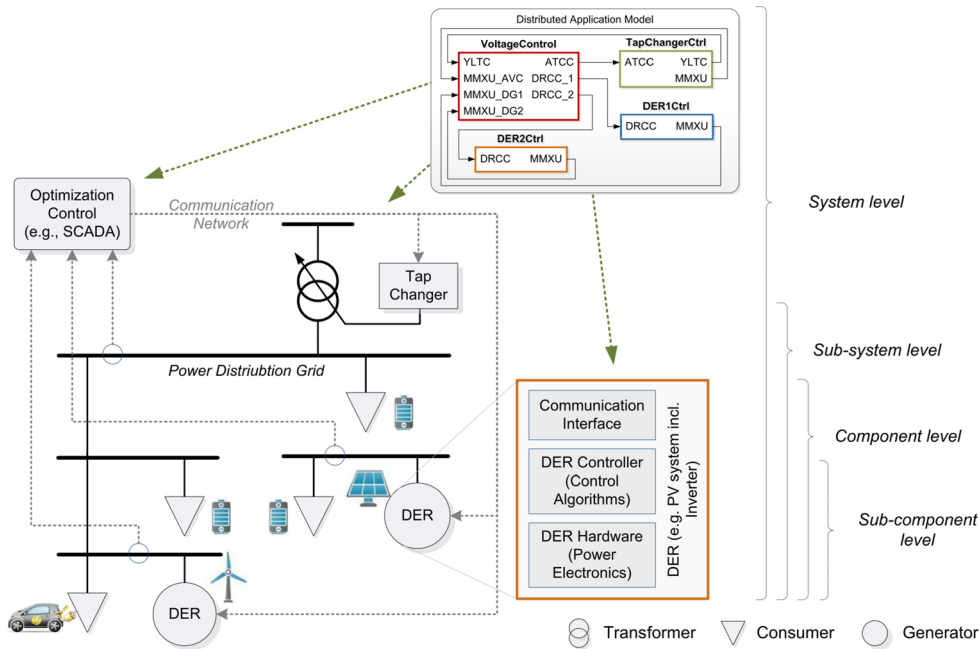 Distributed Application Model
VoltageControl
TapChangerCtrl
YLTC ATCC
ATCC YLTC
MMXU_AVC DRCC_1
MMXU
MMXU_DG1 DRCC_2
DER1Ctrl
MMXU_DG2
DRCC MMXU
DER2Ctrl
DRCC MMXU
Optimization
Control
(e.g., SCADA)
Communication
Network
System level
Tap
Changer
Sub-system level
Power Distriubtion Grid
Communication
Interface
DER Controller
(Control
Algorithms)
DER Hardware
(Power
Electronics)
DER (e.g. PV system incl.
Inverter)
Component level
Sub-component
level
DER
DER
Transformer
Consumer
Generator